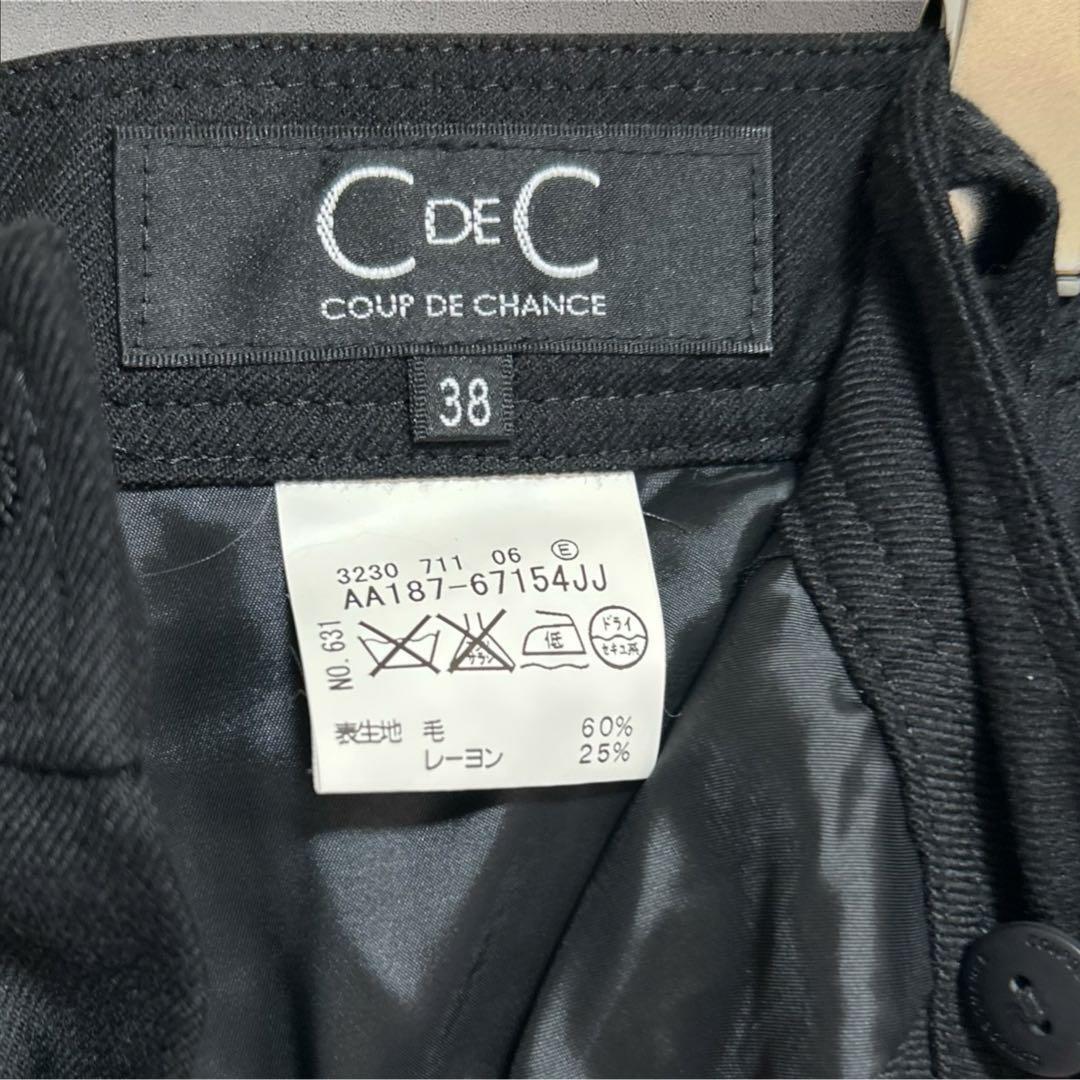 C DE C
COUP DE CHANCE
38
3230 711 06 E
AA187-67154JJ
NO. 631
低
ドライ
セキユ系
表生地 毛 60%
レーヨン 25%